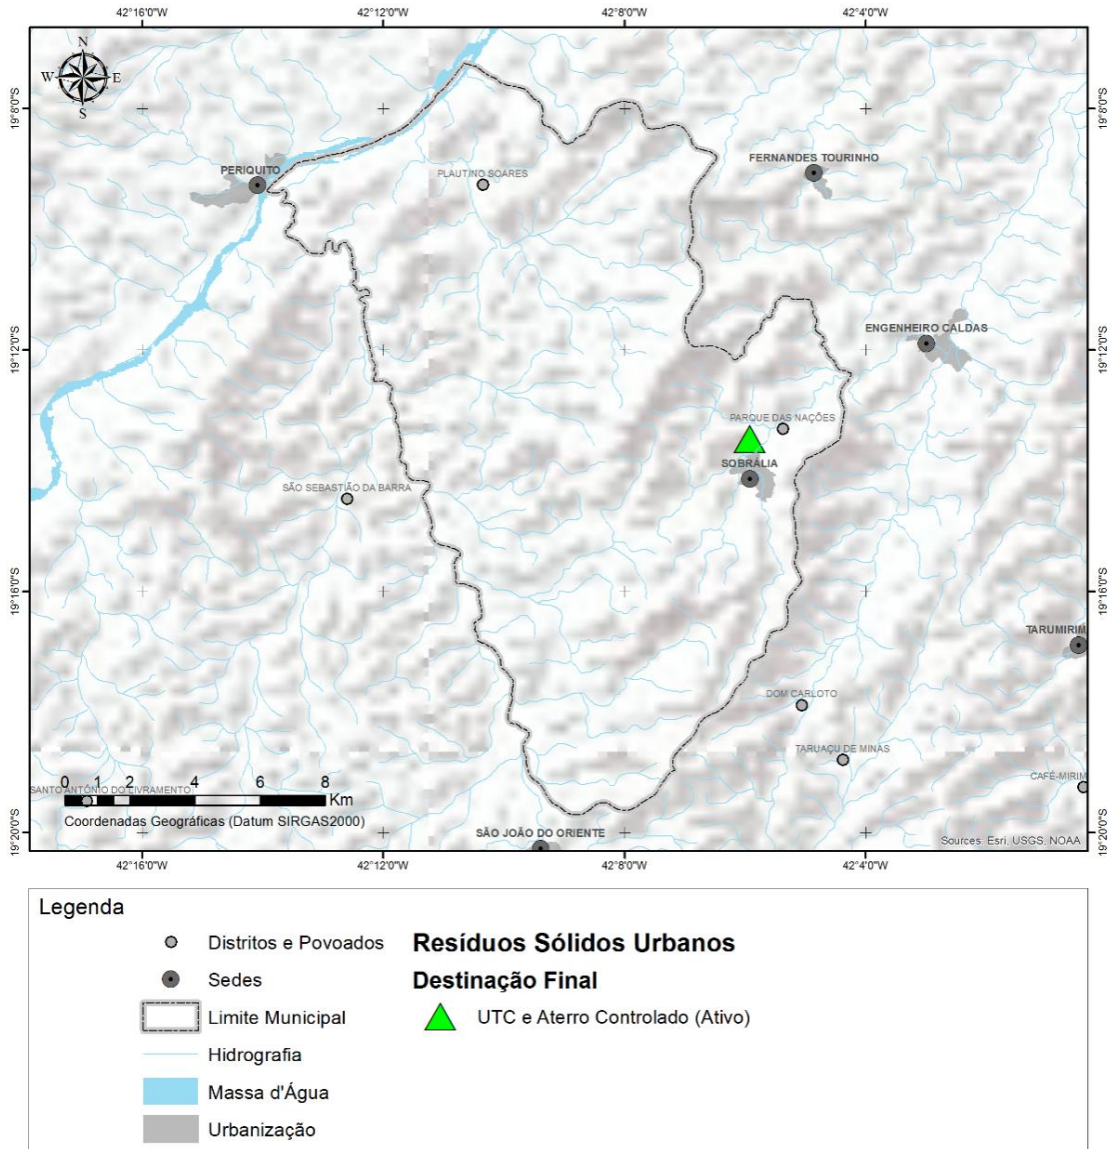 42°16'0"W 42°12'0"W 42°8'0"W 42°4'0"W
N
W E
S
19°8'0"S 19°8'0"S
PERIQUITO
PLAUTINO SOARES
FERNANDES TOURINHO
ENGENHEIRO CALDAS
19°12'0"S 19°12'0"S
PARQUE DAS NAÇÕES
SOBRÁLIA
SÃO SEBASTIÃO DA BARRA
19°16'0"S 19°16'0"S
TARUMIRIM
DOM CARLOTO
TARUAÇU DE MINAS
CAFÉ-MIRIM
0 1 2 4 6 8
Km
SANTO ANTÔNIO DO LIVRAMENTO
Coordenadas Geográficas (Datum SIRGAS2000)
SÃO JOÃO DO ORIENTE
19°20'0"S 19°20'0"S
Sources: Esri, USGS, NOAA
42°16'0"W 42°12'0"W 42°8'0"W 42°4'0"W
Legenda
Distritos e Povoados
Sedes
Limite Municipal
Hidrografia
Massa d'Água
Urbanização
Resíduos Sólidos Urbanos
Destinação Final
UTC e Aterro Controlado (Ativo)